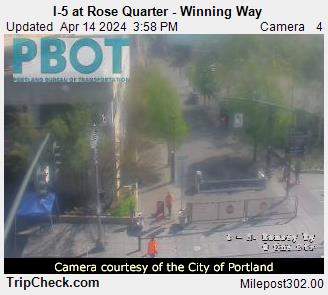 I-5 at Rose Quarter - Winning Way
Updated Apr 14 2024 3:58 PM Camera 4
PBOT
PORTLAND BUREAU OF TRANSPORTATION
Camera courtesy of the City of Portland
TripCheck.com Milepost302.00